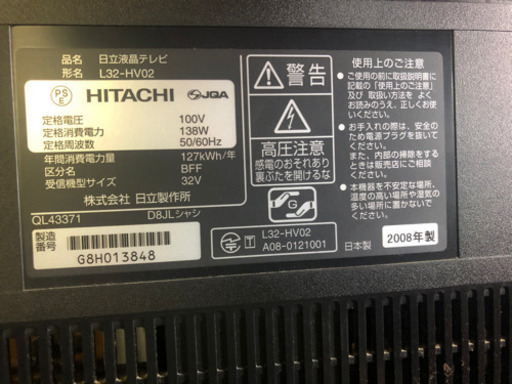 品名 日立液晶テレビ
形名 L32-HV02
PS
E
HITACHI
JQA
定格電圧 100V
定格消費電力 138W
定格周波数 50/60Hz
年間消費電力量 127kWh/年
区分名 BFF
受信機型サイズ 32V
株式会社 日立製作所
QL43371 D8JLシャシ
製造
番号
G8H013848
警告
高圧注意
感電のおそれあり
裏ぶたを開けるな
G
L32-HV02
A08-0121001
使用上のご注意
●ご使用の前に取扱説明書に
記載の「使用上のご注意」
及び 取扱い方法を よく
お読みのうえ、正しくお使い
ください。
●お手入れの際は、安全の
ため電源プラグを抜いて
ください。
また、内部の掃除をする
ときは販売店にご相談
ください。
●本機器を不安定な場所、
温度の高い場所や湿気の
多い場所に置かないで
ください。
日本製
2008年製